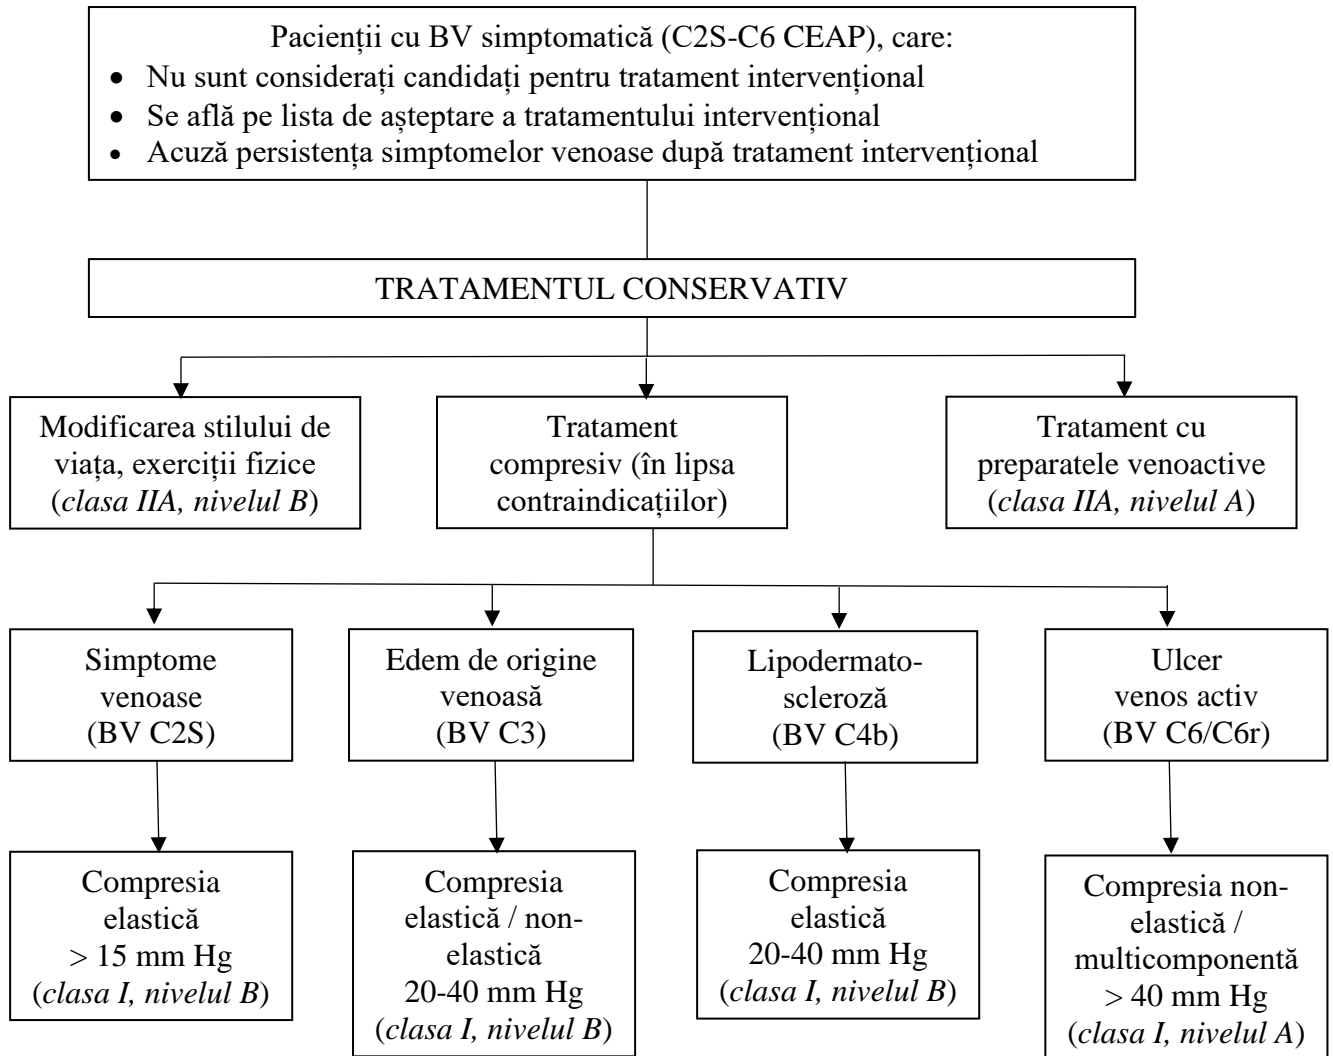 Pacienții cu BV simptomatică (C2S-C6 CEAP), care:
• Nu sunt considerați candidați pentru tratament intervențional
• Se află pe lista de așteptare a tratamentului intervențional
• Acuză persistența simptomelor venoase după tratament intervențional
TRATAMENTUL CONSERVATIV
Modificarea stilului de
viața, exerciții fizice
(clasa IIA, nivelul B)
Tratament
compresiv (în lipsa
contraindicațiilor)
Tratament cu
preparatele venoactive
(clasa IIA, nivelul A)
Simptome
venoase
(BV C2S)
Edem de origine
venoasă
(BV C3)
Lipodermato-
scleroză
(BV C4b)
Ulcer
venos activ
(BV C6/C6r)
Compresia
elastică
> 15 mm Hg
(clasa I, nivelul B)
Compresia
elastică / non-
elastică
20-40 mm Hg
(clasa I, nivelul B)
Compresia
elastică
20-40 mm Hg
(clasa I, nivelul B)
Compresia non-
elastică /
multicomponentă
> 40 mm Hg
(clasa I, nivelul A)